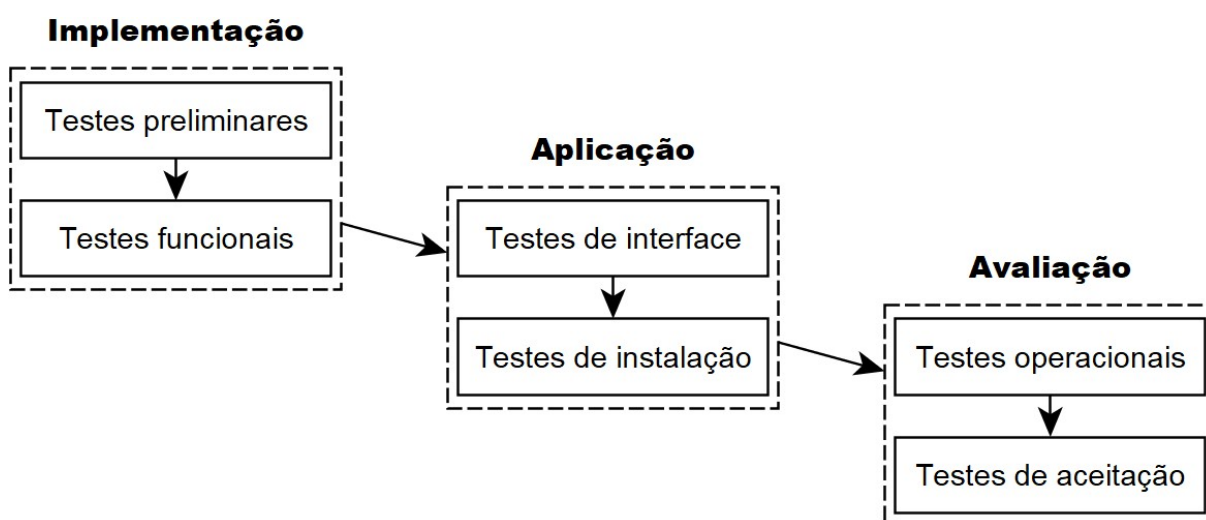 Implementação
Testes preliminares
Testes funcionais
Aplicação
Testes de interface
Testes de instalação
Avaliação
Testes operacionais
Testes de aceitação